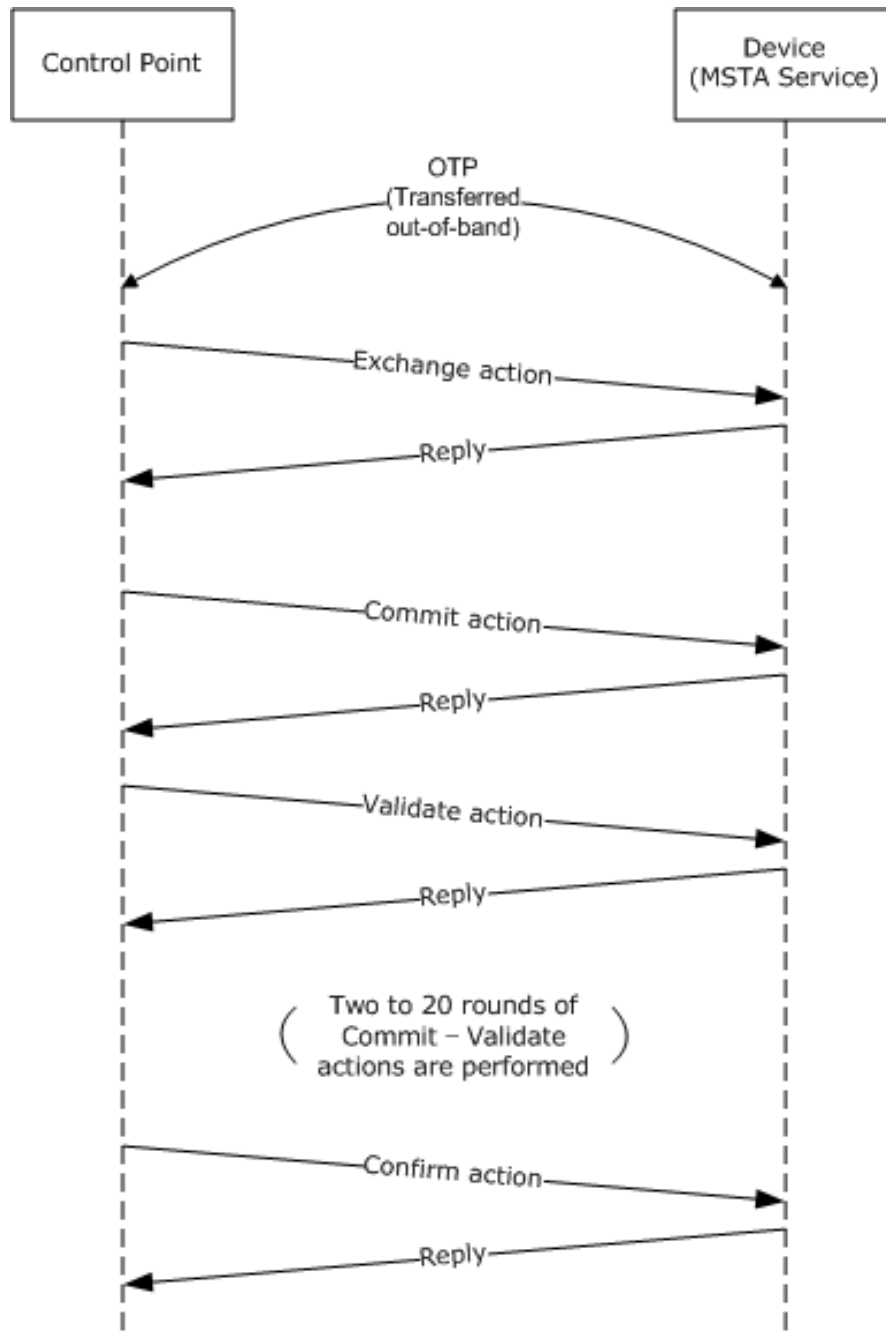 Control Point
Device
(MSTA Service)
OTP
(Transferred
out-of-band)
Exchange action
Reply
Commit action
Reply
Validate action
Reply
( Two to 20 rounds of
Commit – Validate
actions are performed )
Confirm action
Reply